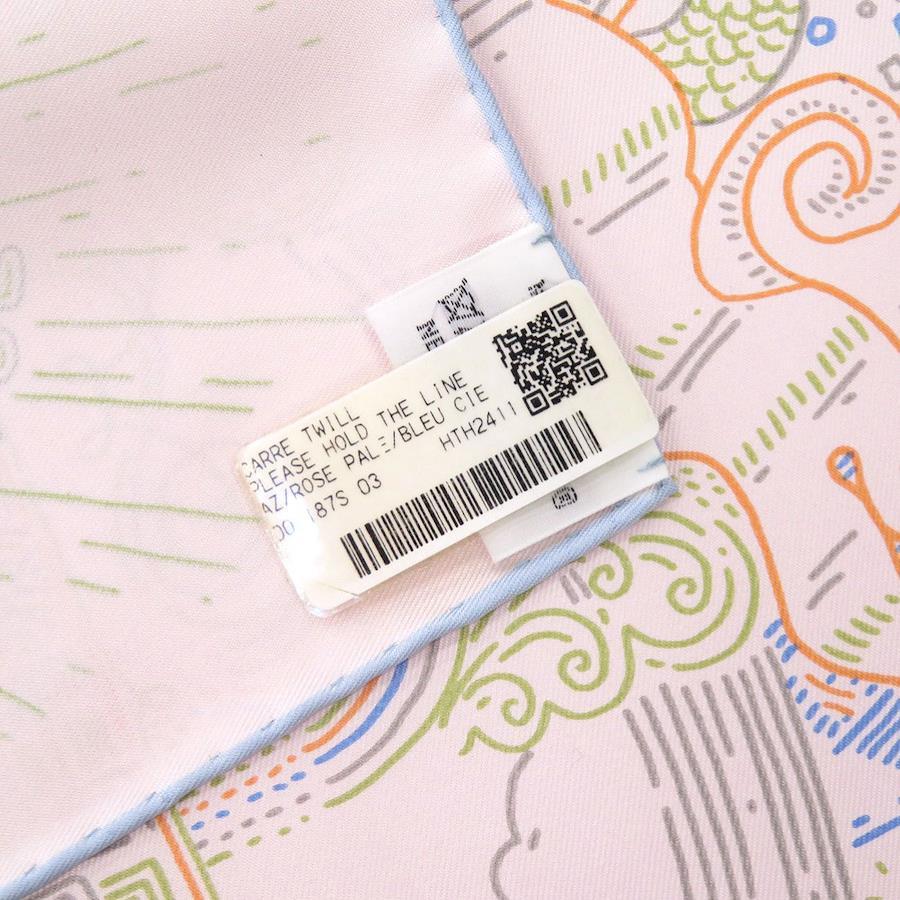 CARRE TWILL
PLEASE HOLD THE LINE
AZ/ROSE PALE/BLEU CIE
187S 03 HTH2411